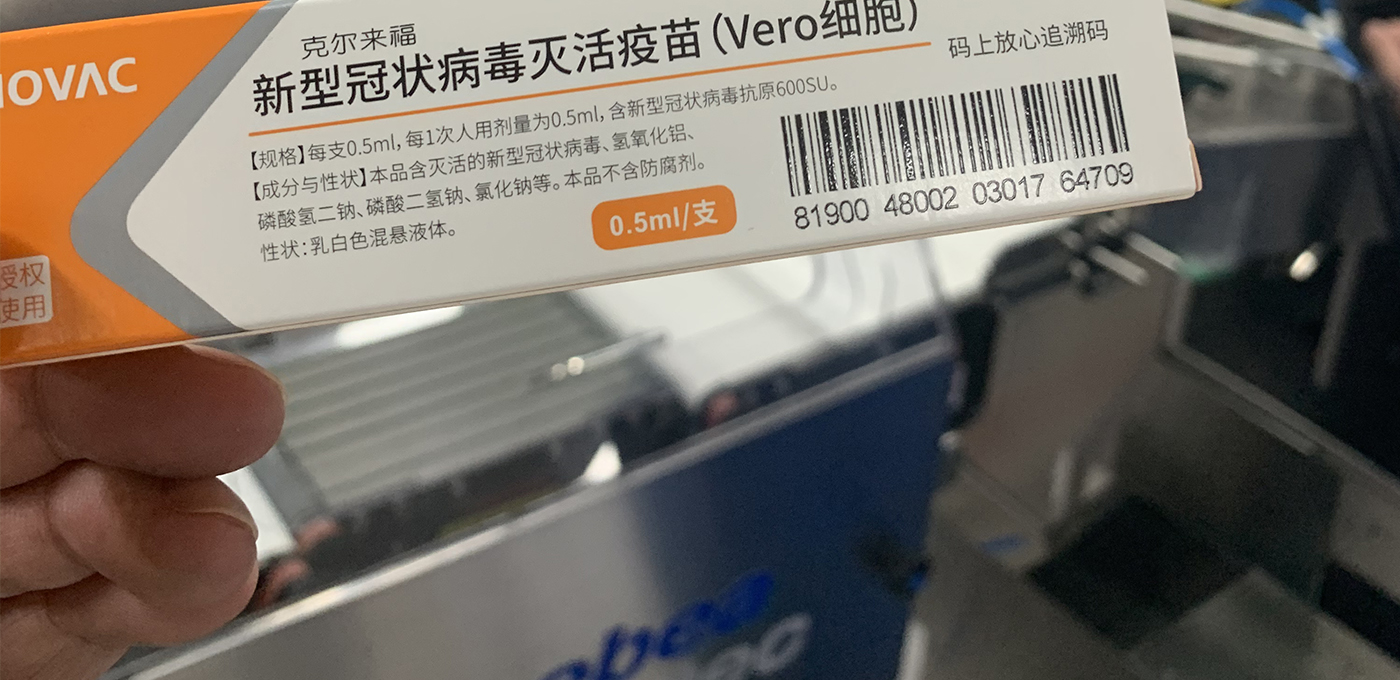 NOVAC
克尔来福
新型冠状病毒灭活疫苗(Vero细胞)
码上放心追溯码
【规格】每支0.5ml,每1次人用剂量为0.5ml,含新型冠状病毒抗原600SU。
【成分与性状】本品含灭活的新型冠状病毒、氢氧化铝、
磷酸氢二钠、磷酸二氢钠、氯化钠等。本品不含防腐剂。
性状:乳白色混悬液体。
0.5ml/支
81900 48002 03017 64709
授权
使用